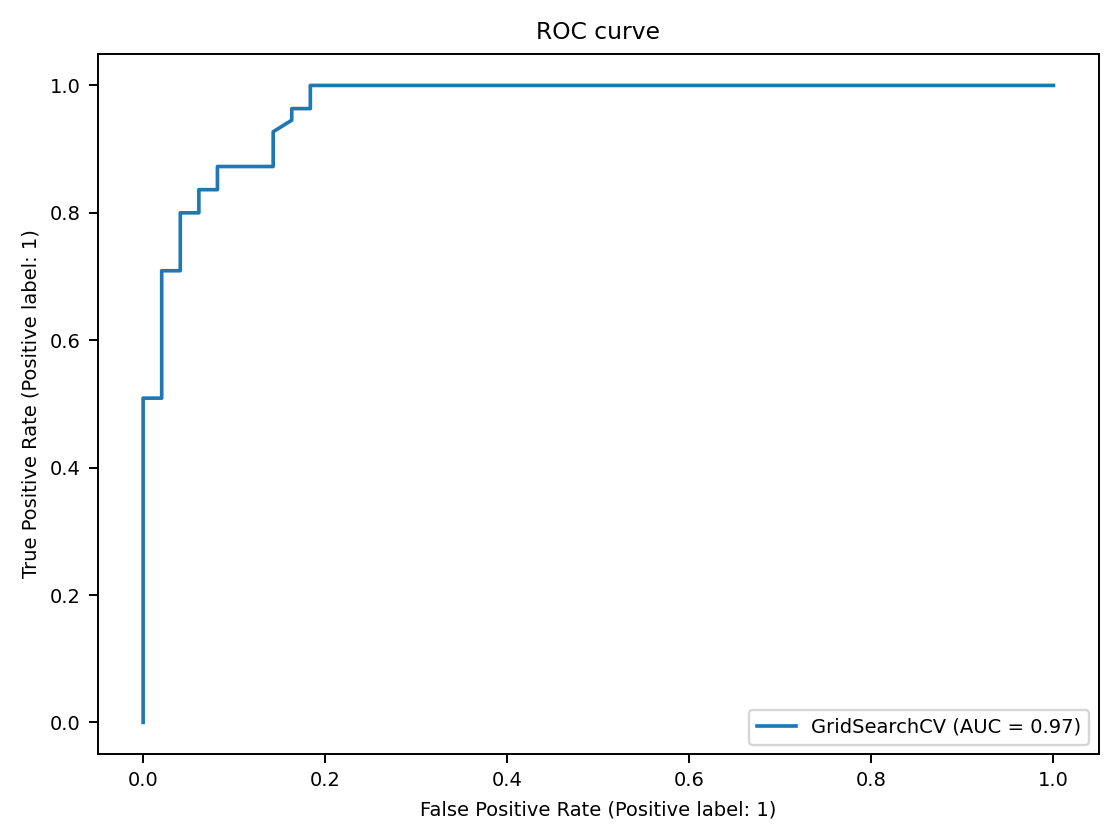 ROC curve
True Positive Rate (Positive label: 1)
1.0
0.8
0.6
0.4
0.2
0.0
GridSearchCV (AUC = 0.97)
0.0 0.2 0.4 0.6 0.8 1.0
False Positive Rate (Positive label: 1)